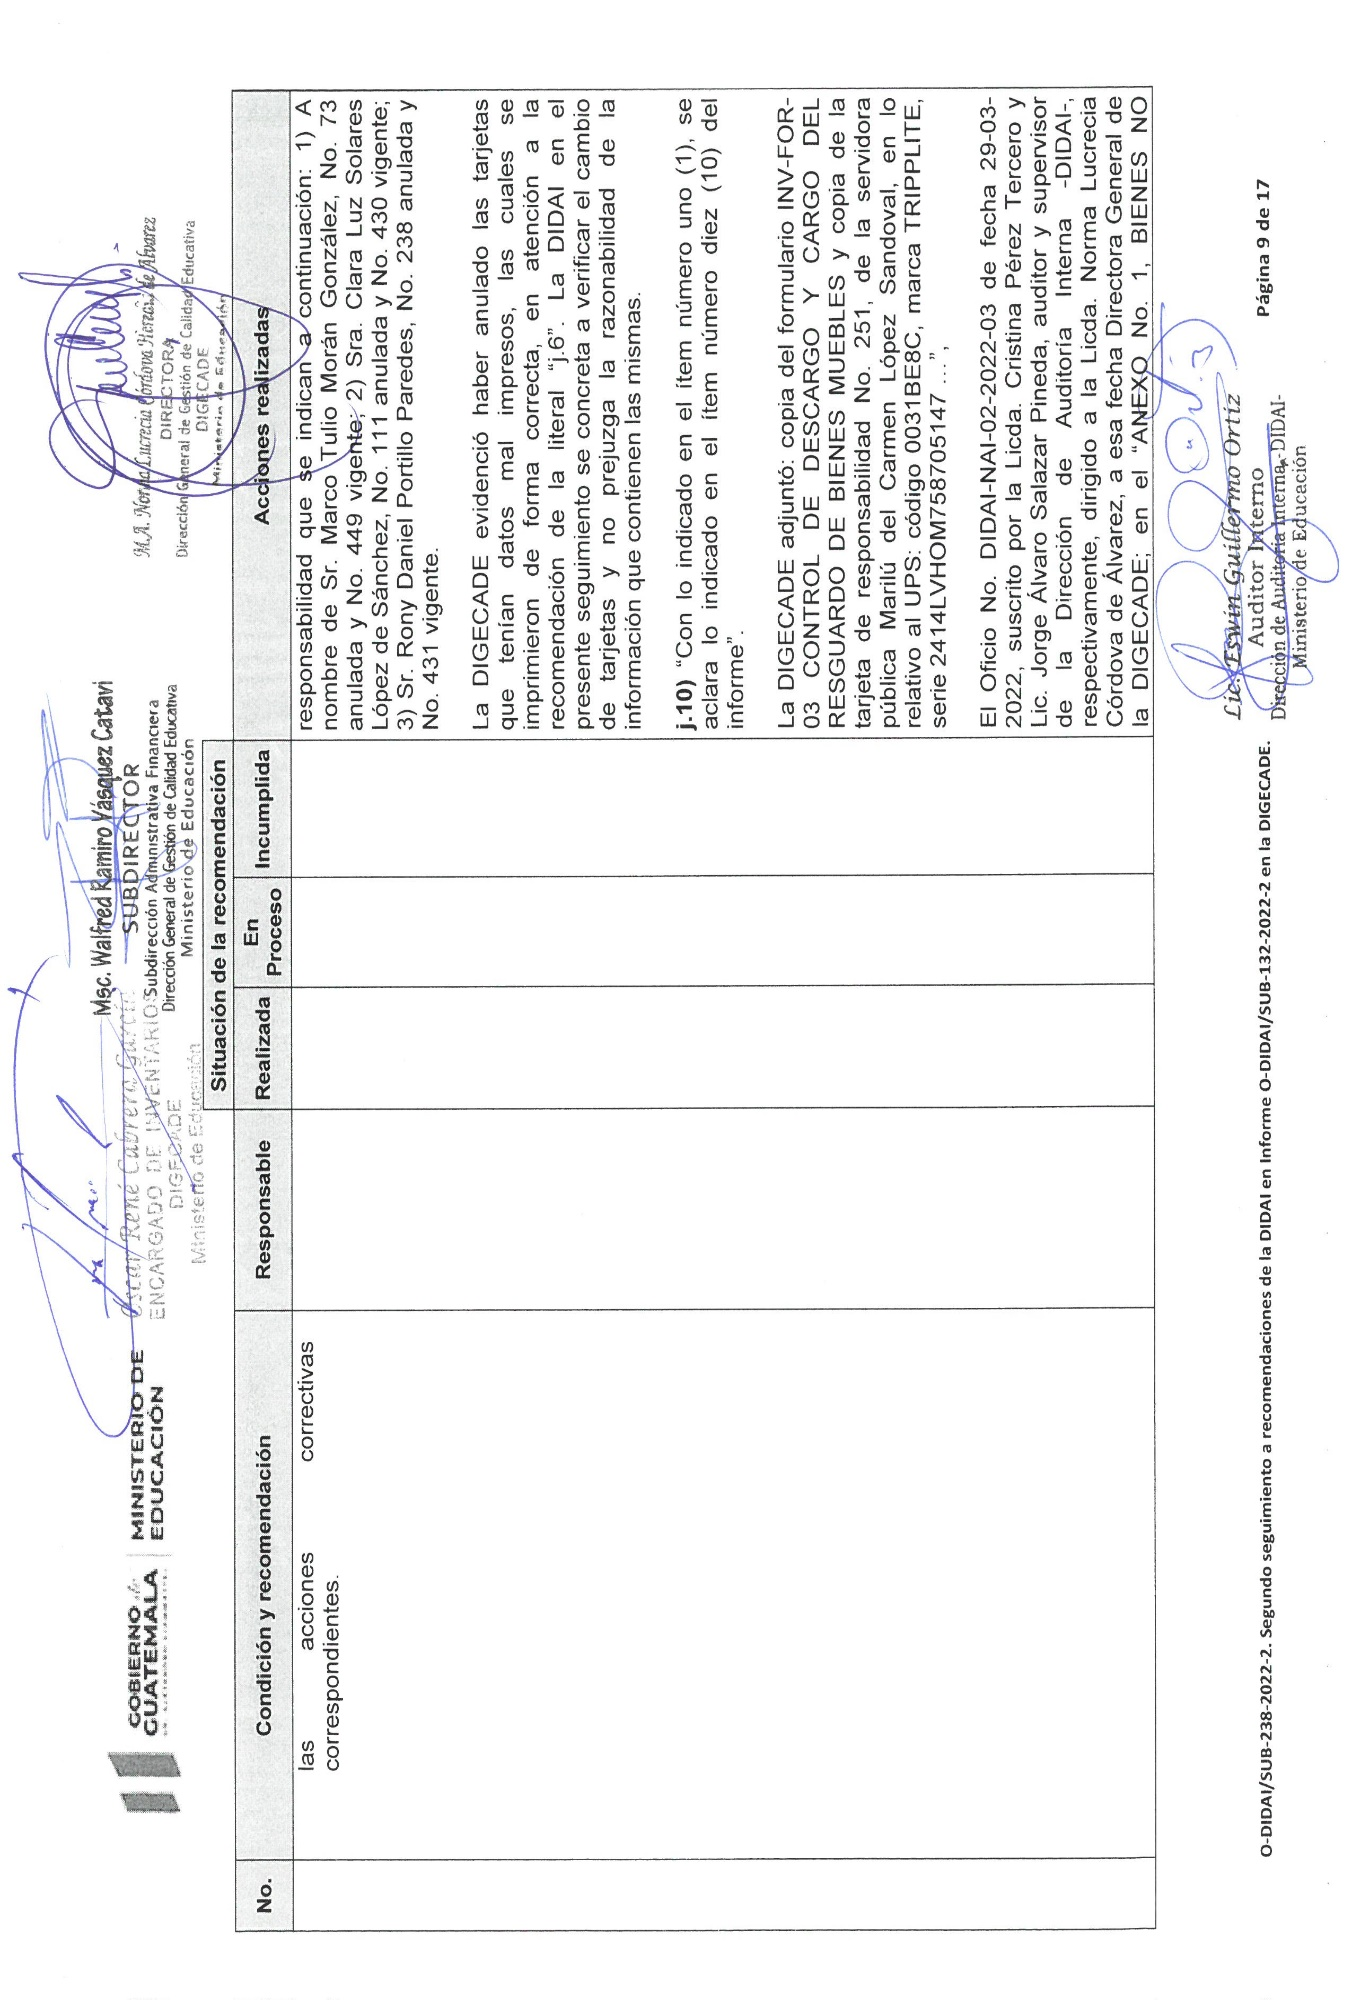 GOBIERNO de
GUATEMALA
MINISTERIO DE
EDUCACIÓN
Oscar René Cabrera García
ENCARGADO DE INVENTARIOS
DIGECADE
Ministerio de Educación
Msc. Walfred Ramiro Vásquez Catavi
SUBDIRECTOR
Subdirección Administrativa Financiera
Dirección General de Gestión de Calidad Educativa
Ministerio de Educación
M.A. Norma Lucrecia Córdova Heredia de Alvarez
DIRECTORA
Dirección General de Gestión de Calidad Educativa
DIGECADE
Ministerio de Educación
No.
Condición y recomendación
Responsable
Situación de la recomendación
Realizada
En
Proceso
Incumplida
Acciones realizadas
las acciones correctivas
correspondientes.
responsabilidad que se indican a continuación: 1) A
nombre de Sr. Marco Tulio Morán González, No. 73
anulada y No. 449 vigente; 2) Sra. Clara Luz Solares
López de Sánchez, No. 111 anulada y No. 430 vigente;
3) Sr. Rony Daniel Portillo Paredes, No. 238 anulada y
No. 431 vigente.
La DIGECADE evidenció haber anulado las tarjetas
que tenían datos mal impresos, las cuales se
imprimieron de forma correcta, en atención a la
recomendación de la literal “j.6”. La DIDAI en el
presente seguimiento se concreta a verificar el cambio
de tarjetas y no prejuzga la razonabilidad de la
información que contienen las mismas.
j.10) “Con lo indicado en el ítem número uno (1), se
aclara lo indicado en el ítem número diez (10) del
informe”.
La DIGECADE adjuntó: copia del formulario INV-FOR-
03 CONTROL DE DESCARGO Y CARGO DEL
RESGUARDO DE BIENES MUEBLES y copia de la
tarjeta de responsabilidad No. 251, de la servidora
pública Marilú del Carmen López Sandoval, en lo
relativo al UPS: código 0031BE8C, marca TRIPPLITE,
serie 2414LVHOM758705147 …”,
El Oficio No. DIDAI-NAI-02-2022-03 de fecha 29-03-
2022, suscrito por la Licda. Cristina Pérez Tercero y
Lic. Jorge Álvaro Salazar Pineda, auditor y supervisor
de la Dirección de Auditoría Interna -DIDAI-,
respectivamente, dirigido a la Licda. Norma Lucrecia
Córdova de Álvarez, a esa fecha Directora General de
la DIGECADE; en el “ANEXO No. 1, BIENES NO
Lic. Eswin Guillermo Ortiz
Auditor Interno
Dirección de Auditoría Interna -DIDAI-
Ministerio de Educación
O-DIDAI/SUB-238-2022-2. Segundo seguimiento a recomendaciones de la DIDAI en Informe O-DIDAI/SUB-132-2022-2 en la DIGECADE.
Página 9 de 17